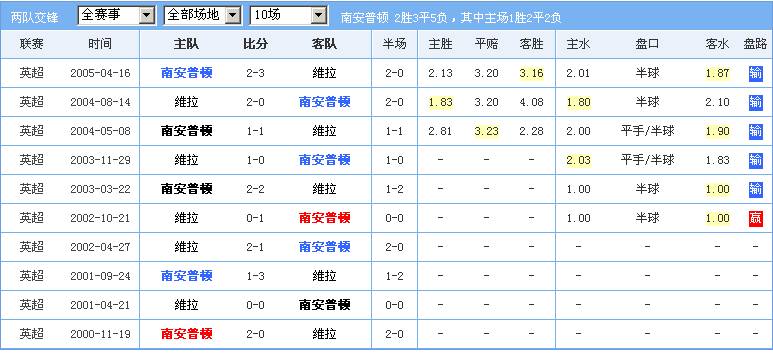 两队交锋 全赛事 全部场地 10场 南安普顿 2胜3平5负，其中主场1胜2平2负
联赛 时间 主队 比分 客队 半场 主胜 平赔 客胜 主水 盘口 客水 盘路
英超 2005-04-16 南安普顿 2-3 维拉 2-0 2.13 3.20 3.16 2.01 半球 1.87 输
英超 2004-08-14 维拉 2-0 南安普顿 2-0 1.83 3.20 4.08 1.80 半球 2.10 输
英超 2004-05-08 南安普顿 1-1 维拉 1-1 2.81 3.23 2.28 2.00 平手/半球 1.90 输
英超 2003-11-29 维拉 1-0 南安普顿 1-0 - - - 2.03 平手/半球 1.83 输
英超 2003-03-22 南安普顿 2-2 维拉 1-2 - - - 1.00 半球 1.00 输
英超 2002-10-21 维拉 0-1 南安普顿 0-0 - - - 1.00 半球 1.00 赢
英超 2002-04-27 维拉 2-1 南安普顿 2-0 - - - - - - -
英超 2001-09-24 南安普顿 1-3 维拉 1-2 - - - - - - -
英超 2001-04-21 维拉 0-0 南安普顿 0-0 - - - - - - -
英超 2000-11-19 南安普顿 2-0 维拉 2-0 - - - - - - -